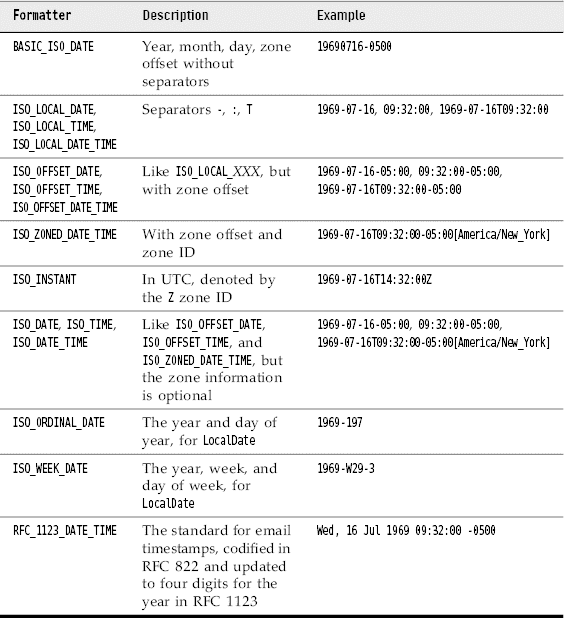 Formatter Description Example
BASIC_ISO_DATE Year, month, day, zone 19690716-0500
offset without
separators
ISO_LOCAL_DATE, Separators -, :, T 1969-07-16, 09:32:00, 1969-07-16T09:32:00
ISO_LOCAL_TIME,
ISO_LOCAL_DATE_TIME
ISO_OFFSET_DATE, Like ISO_LOCAL_XXX, but 1969-07-16-05:00, 09:32:00-05:00,
ISO_OFFSET_TIME, with zone offset 1969-07-16T09:32:00-05:00
ISO_OFFSET_DATE_TIME
ISO_ZONED_DATE_TIME With zone offset and 1969-07-16T09:32:00-05:00[America/New_York]
zone ID
ISO_INSTANT In UTC, denoted by 1969-07-16T14:32:00Z
the Z zone ID
ISO_DATE, ISO_TIME, Like ISO_OFFSET_DATE, 1969-07-16-05:00, 09:32:00-05:00,
ISO_DATE_TIME ISO_OFFSET_TIME, and 1969-07-16T09:32:00-05:00[America/New_York]
ISO_ZONED_DATE_TIME, but
the zone information
is optional
ISO_ORDINAL_DATE The year and day of 1969-197
year, for LocalDate
ISO_WEEK_DATE The year, week, and 1969-W29-3
day of week, for
LocalDate
RFC_1123_DATE_TIME The standard for email Wed, 16 Jul 1969 09:32:00 -0500
timestamps, codified in
RFC 822 and updated
to four digits for the
year in RFC 1123